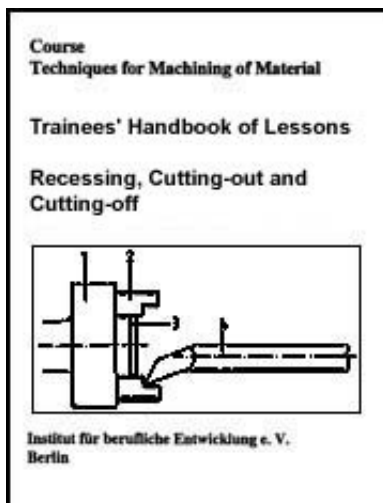 Course
Techniques for Machining of Material
Trainees' Handbook of Lessons
Recessing, Cutting-out and
Cutting-off
1 2
3
Institut für berufliche Entwicklung e. V.
Berlin